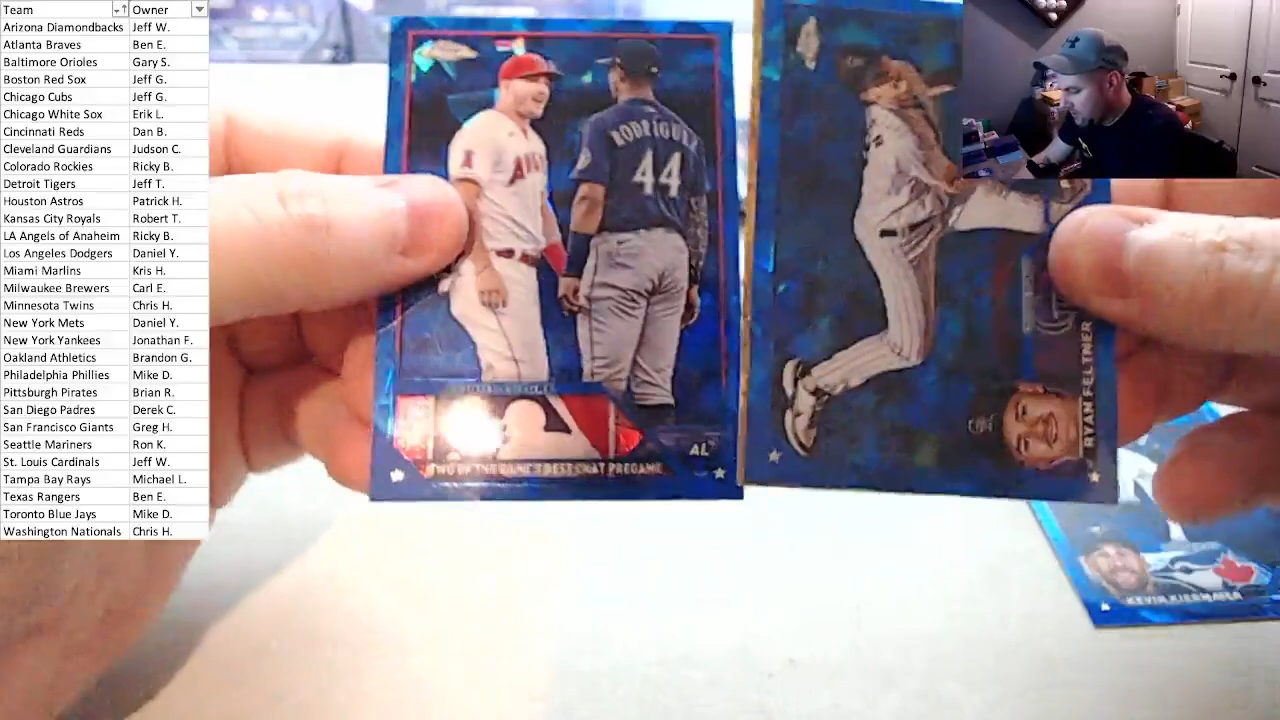 Team Owner
Arizona Diamondbacks Jeff W.
Atlanta Braves Ben E.
Baltimore Orioles Gary S.
Boston Red Sox Jeff G.
Chicago Cubs Jeff G.
Chicago White Sox Erik L.
Cincinnati Reds Dan B.
Cleveland Guardians Judson C.
Colorado Rockies Ricky B.
Detroit Tigers Jeff T.
Houston Astros Patrick H.
Kansas City Royals Robert T.
LA Angels of Anaheim Ricky B.
Los Angeles Dodgers Daniel Y.
Miami Marlins Kris H.
Milwaukee Brewers Carl E.
Minnesota Twins Chris H.
New York Mets Daniel Y.
New York Yankees Jonathan F.
Oakland Athletics Brandon G.
Philadelphia Phillies Mike D.
Pittsburgh Pirates Brian R.
San Diego Padres Derek C.
San Francisco Giants Greg H.
Seattle Mariners Ron K.
St. Louis Cardinals Jeff W.
Tampa Bay Rays Michael L.
Texas Rangers Ben E.
Toronto Blue Jays Mike D.
Washington Nationals Chris H.
RODRÍGUEZ
44
AL
TWO OF THE GAME'S BEST CHAT PREGAME
RYAN FELTNER
KEVIN KIERMAIER